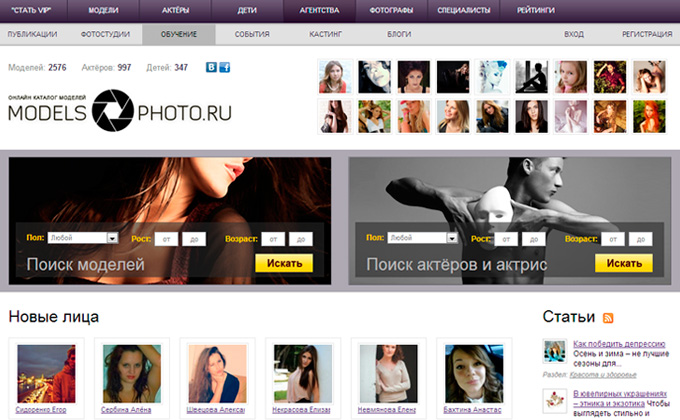 "СТАТЬ VIP" МОДЕЛИ АКТЁРЫ ДЕТИ АГЕНТСТВА ФОТОГРАФЫ СПЕЦИАЛИСТЫ РЕЙТИНГИ
ПУБЛИКАЦИИ ФОТОСТУДИИ ОБУЧЕНИЕ СОБЫТИЯ КАСТИНГ БЛОГИ ВХОД РЕГИСТРАЦИЯ
Моделей: 2576 Актёров: 997 Детей: 347
ОНЛАЙН КАТАЛОГ МОДЕЛЕЙ
MODELS PHOTO.RU
Пол: Любой Рост: от до Возраст: от до
Поиск моделей Искать
Пол: Любой Рост: от до Возраст: от до
Поиск актёров и актрис Искать
Новые лица
Сидоренко Егор Сербина Алёна Швецова Алексан Некрасова Елизав Невмянова Елена Бахтина Анастас
Статьи
Как победить депрессию
Осень и зима – не лучшие
сезоны для...
Раздел: Красота и здоровье
В ювелирных украшениях
– этника и экзотика Чтобы
выглядеть стильно и